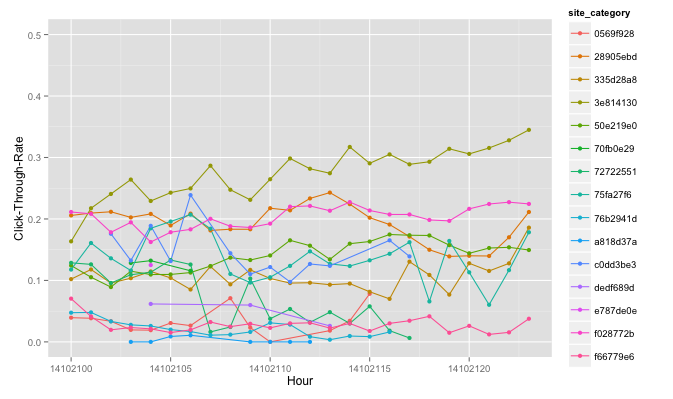 site_category
0569f928
28905ebd
335d28a8
3e814130
50e219e0
70fb0e29
72722551
75fa27f6
76b2941d
a818d37a
c0dd3be3
dedf689d
e787de0e
f028772b
f66779e6
Click-Through-Rate
0.5
0.4
0.3
0.2
0.1
0.0
14102100 14102105 14102110 14102115 14102120
Hour